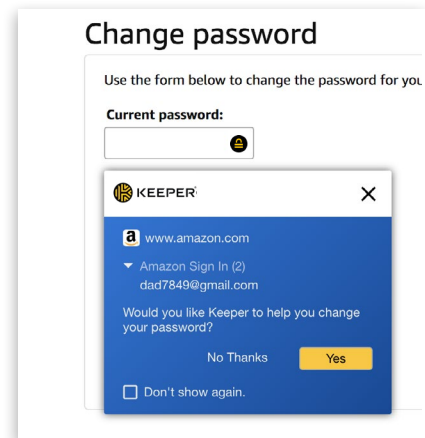 Change password
Use the form below to change the password for you
Current password:
KEEPER
www.amazon.com
Amazon Sign In (2)
dad7849@gmail.com
Would you like Keeper to help you change
your password?
No Thanks Yes
Don't show again.